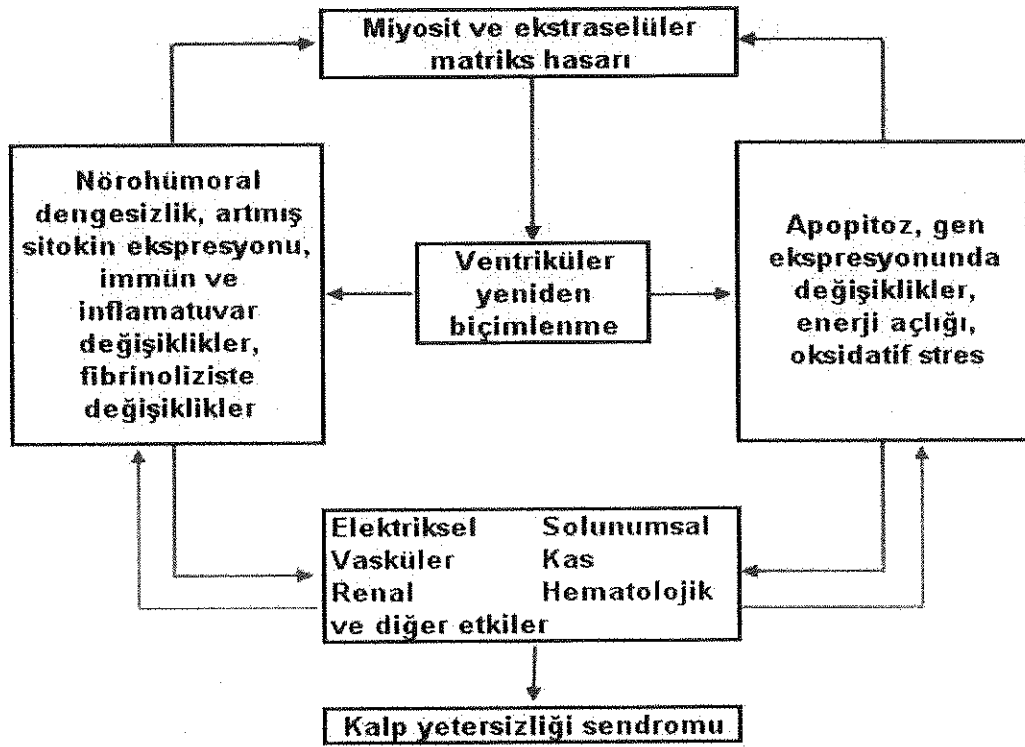 Miyosit ve ekstraselüler
matriks hasarı
Nörohümoral
dengesizlik, artmış
sitokin ekspresyonu,
immün ve
inflamatuvar
değişiklikler,
fibrinoliziste
değişiklikler
Ventriküler
yeniden
biçimlenme
Apopitoz, gen
ekspresyonunda
değişiklikler,
enerji açlığı,
oksidatif stres
Elektriksel Solunumsal
Vasküler Kas
Renal Hematolojik
ve diğer etkiler
Kalp yetersizliği sendromu